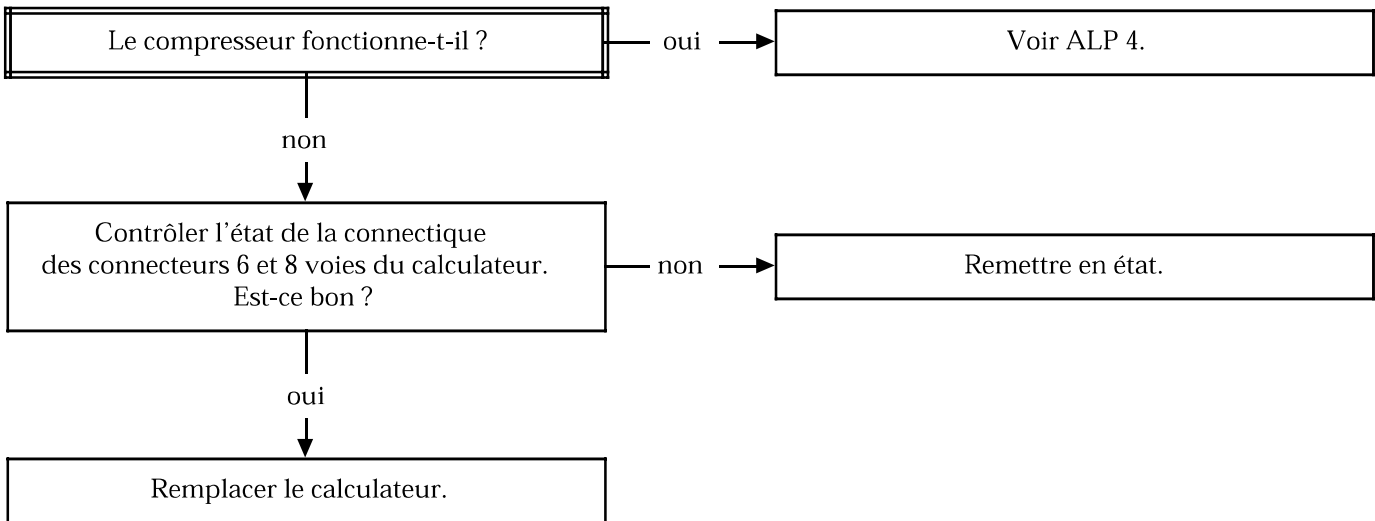 Le compresseur fonctionne-t-il ?
oui
Voir ALP 4.
non
Contrôler l’état de la connectique
des connecteurs 6 et 8 voies du calculateur.
Est-ce bon ?
non
Remettre en état.
oui
Remplacer le calculateur.